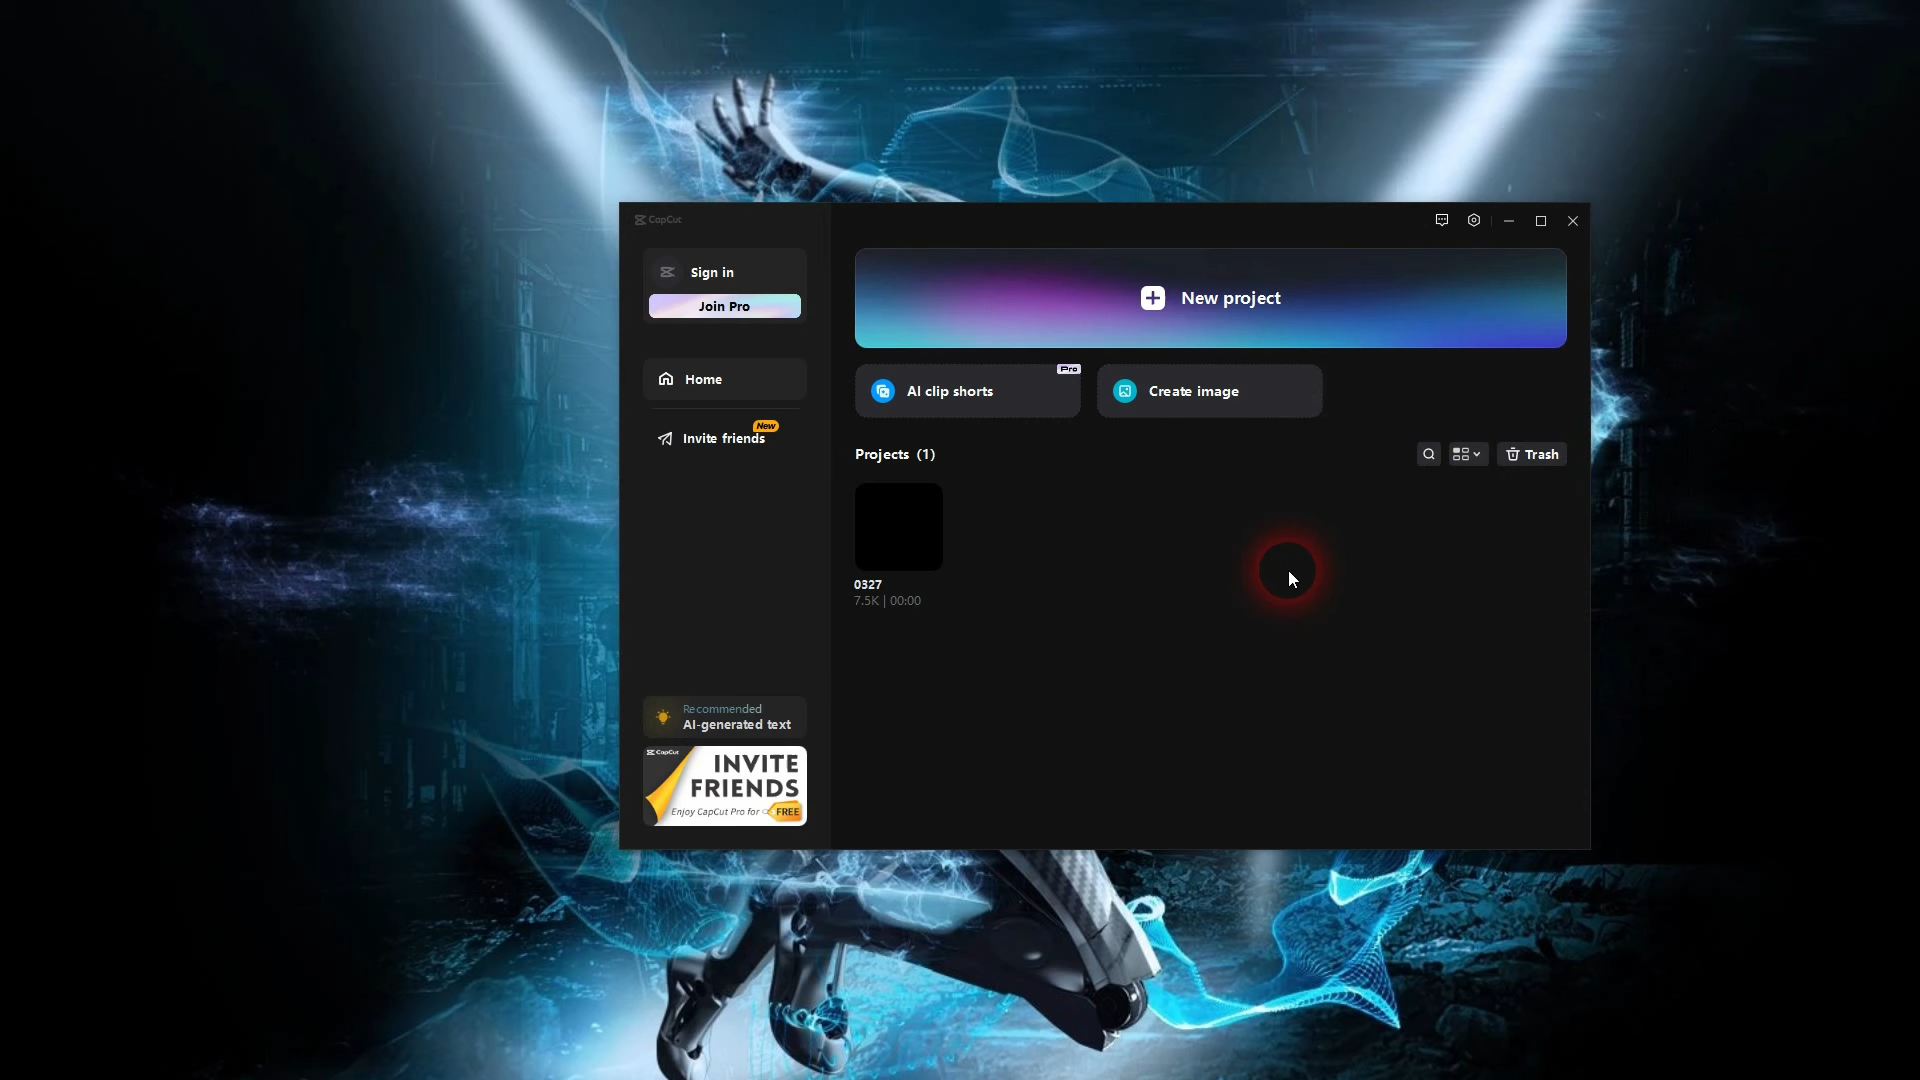 CapCut
Sign in
Join Pro
Home
New
Invite friends
New project
Pro
AI clip shorts
Create image
Projects (1)
Trash
0327
7.5K | 00:00
Recommended
AI-generated text
CapCut
INVITE
FRIENDS
Enjoy CapCut Pro for FREE